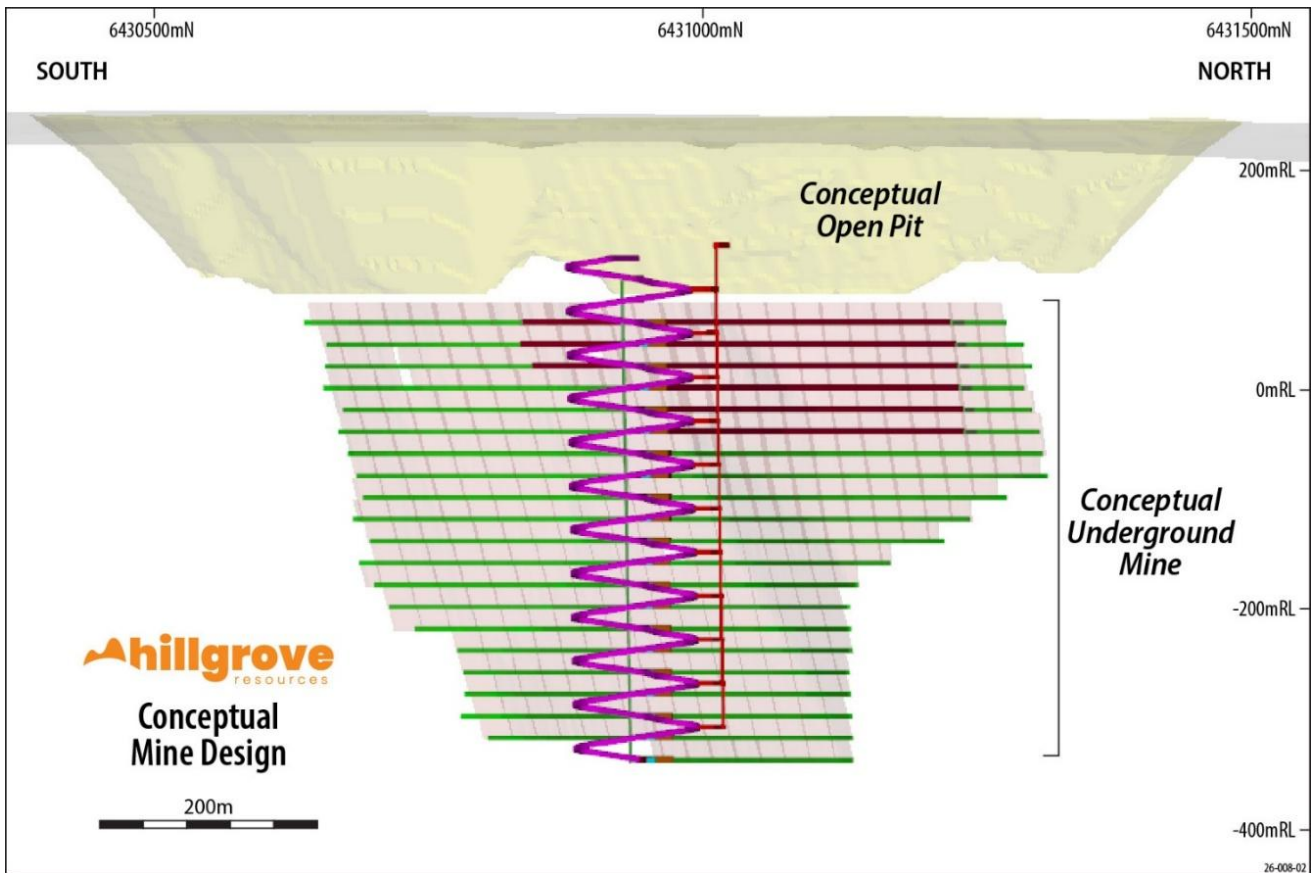 6430500mN
6431000mN
6431500mN
SOUTH
NORTH
200mRL
Conceptual
Open Pit
0mRL
Conceptual
Underground
Mine
-200mRL
hillgrove
resources
Conceptual
Mine Design
200m
-400mRL
26-008-02